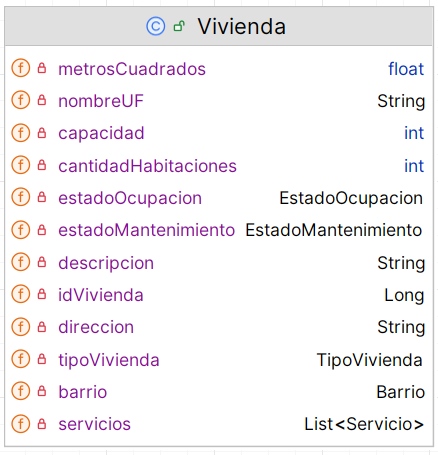 C Vivienda
f metrosCuadrados float
f nombreUF String
f capacidad int
f cantidadHabitaciones int
f estadoOcupacion EstadoOcupacion
f estadoMantenimiento EstadoMantenimiento
f descripcion String
f idVivienda Long
f direccion String
f tipoVivienda TipoVivienda
f barrio Barrio
f servicios List<Servicio>